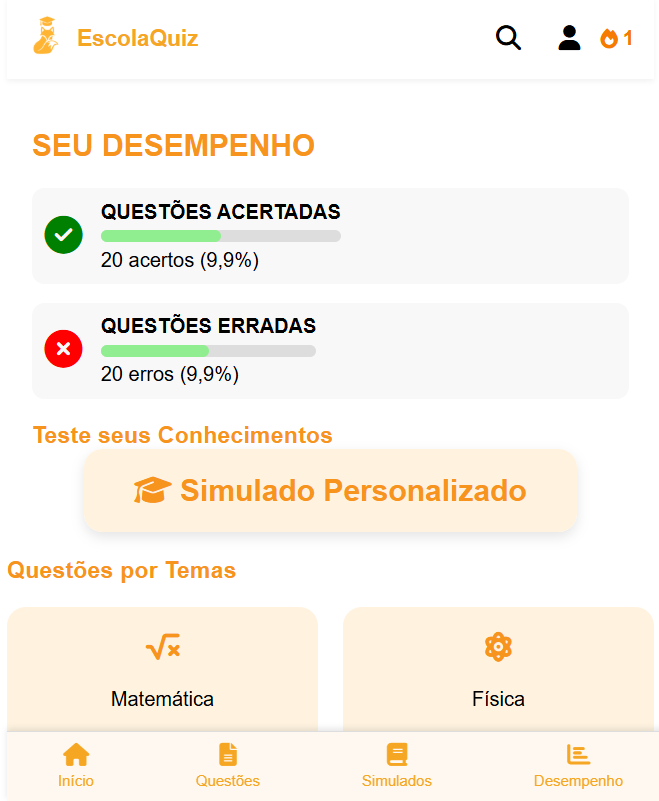 EscolaQuiz
1
SEU DESEMPENHO
QUESTÕES ACERTADAS
20 acertos (9,9%)
QUESTÕES ERRADAS
20 erros (9,9%)
Teste seus Conhecimentos
Simulado Personalizado
Questões por Temas
Matemática
Física
Início
Questões
Simulados
Desempenho